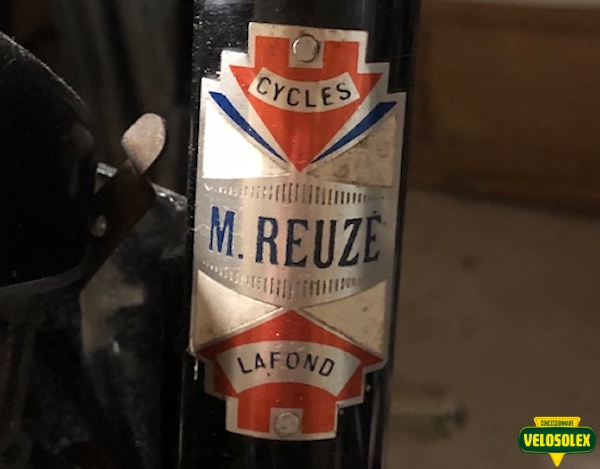 CYCLES
M. REUZÉ
LAFOND
CONCESSIONNAIRE
VELOSOLEX